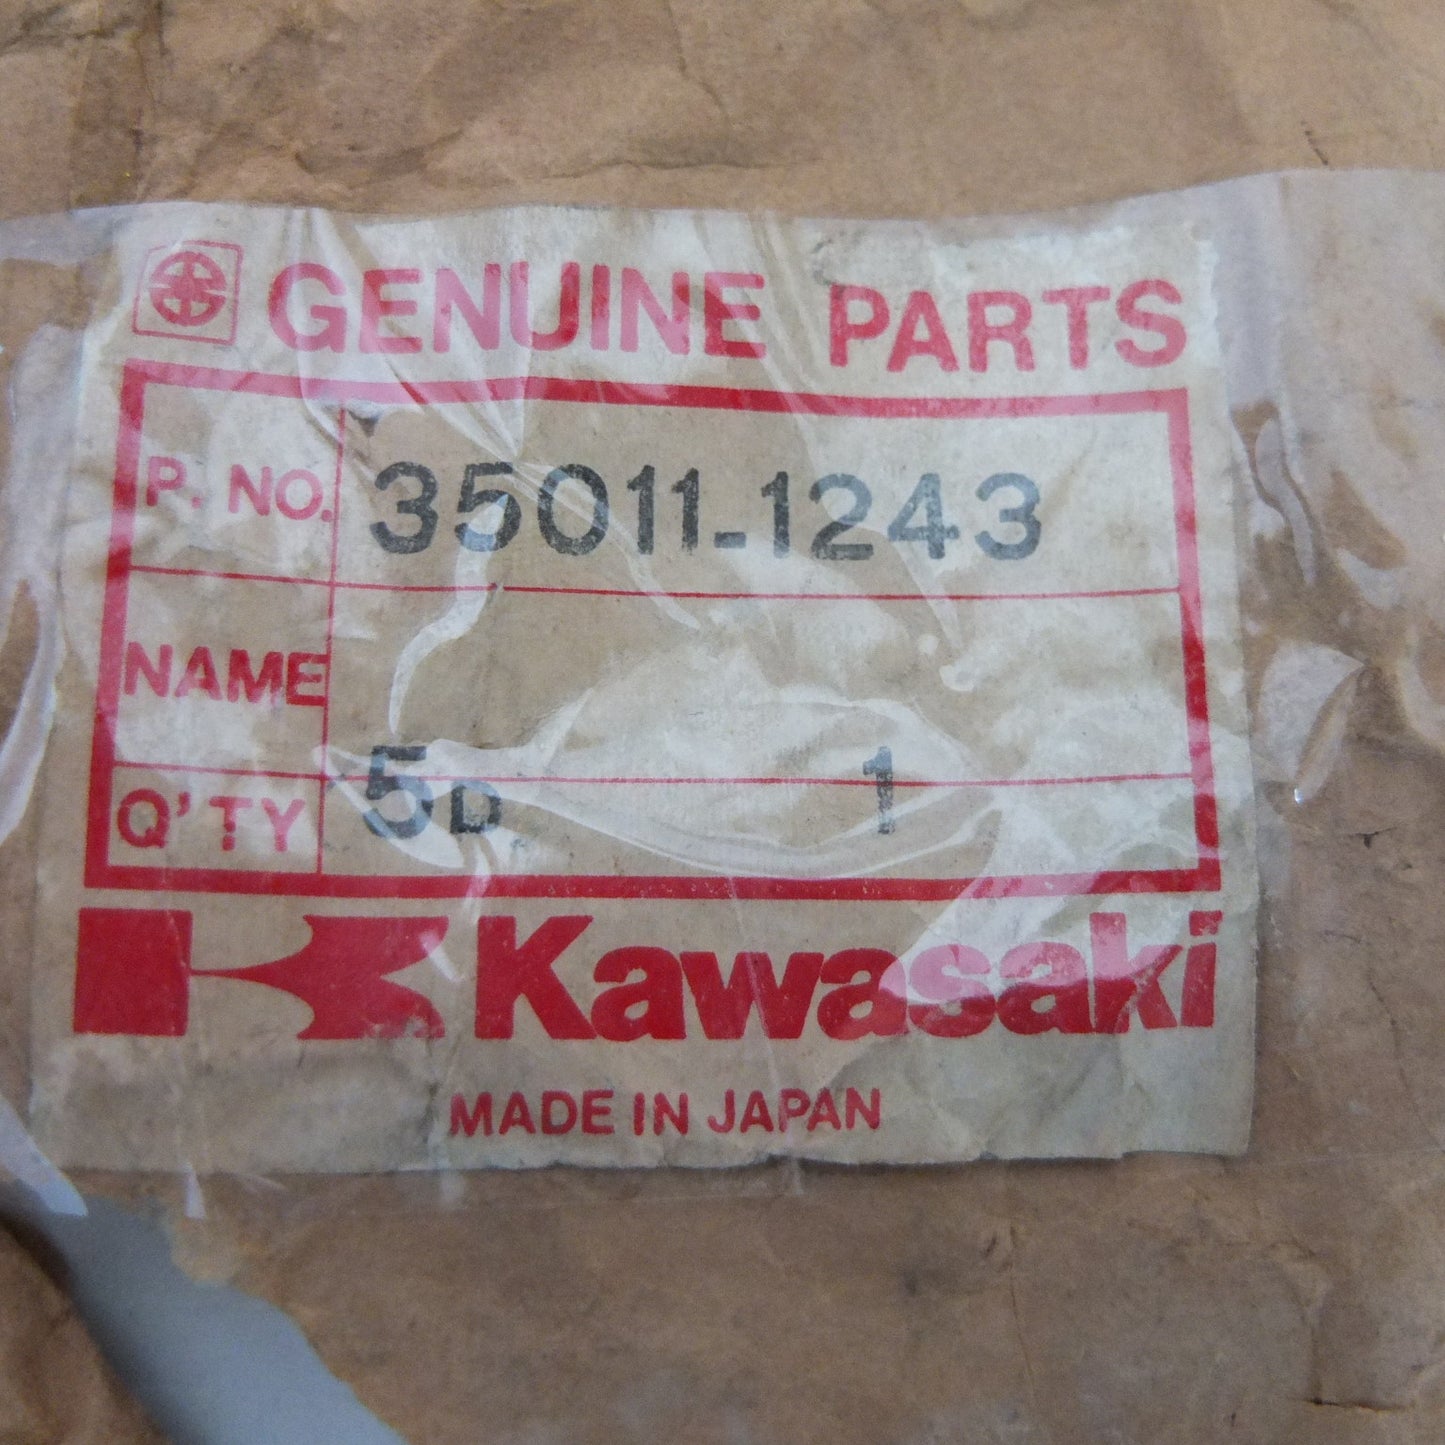 GENUINE PARTS
P. NO. 35011-1243
NAME
Q'TY 5D 1
Kawasaki
MADE IN JAPAN